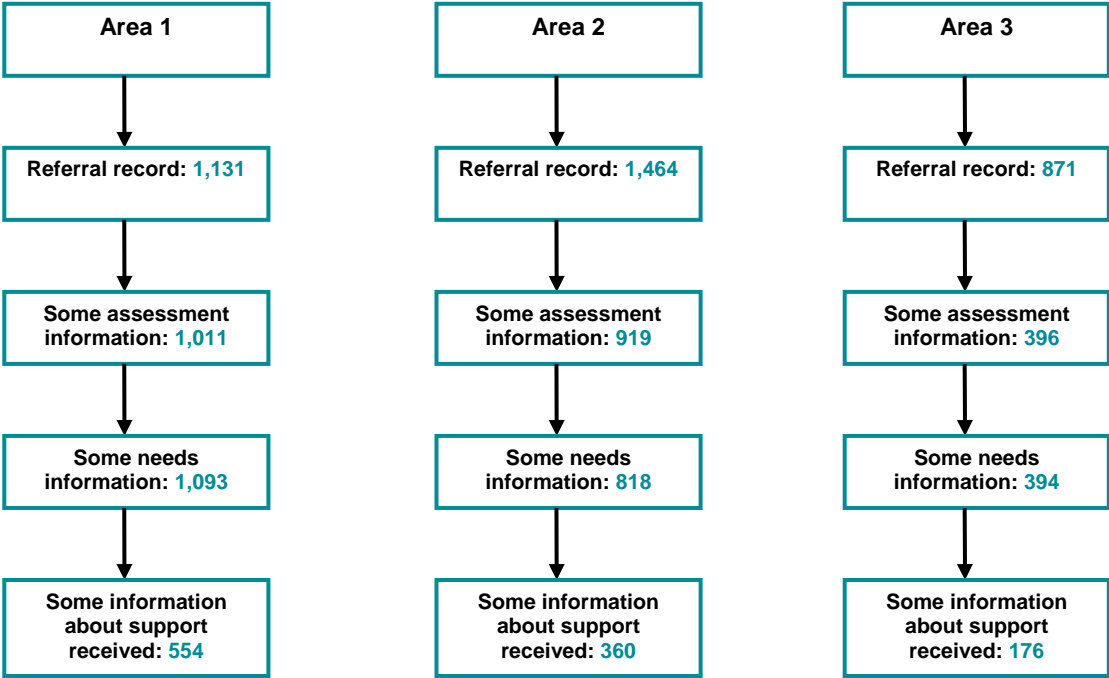 Area 1
Area 2
Area 3
Referral record: 1,131
Referral record: 1,464
Referral record: 871
Some assessment
information: 1,011
Some assessment
information: 919
Some assessment
information: 396
Some needs
information: 1,093
Some needs
information: 818
Some needs
information: 394
Some information
about support
received: 554
Some information
about support
received: 360
Some information
about support
received: 176